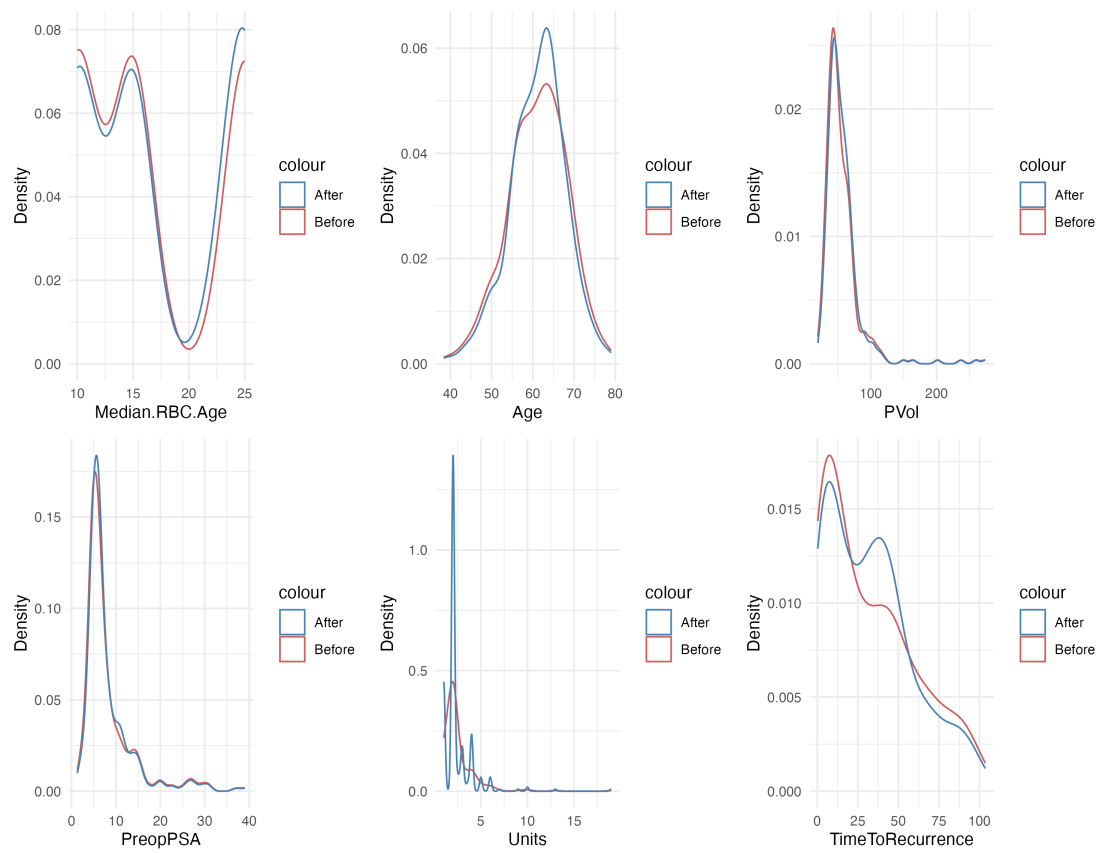 Density
0.08
0.06
0.04
0.02
0.00
10 15 20 25
Median.RBC.Age
colour
After
Before
Density
0.06
0.04
0.02
0.00
40 50 60 70 80
Age
colour
After
Before
Density
0.02
0.01
0.00
100 200
PVol
colour
After
Before
Density
0.15
0.10
0.05
0.00
0 10 20 30 40
PreopPSA
colour
After
Before
Density
1.0
0.5
0.0
5 10 15
Units
colour
After
Before
Density
0.015
0.010
0.005
0.000
0 25 50 75 100
TimeToRecurrence
colour
After
Before